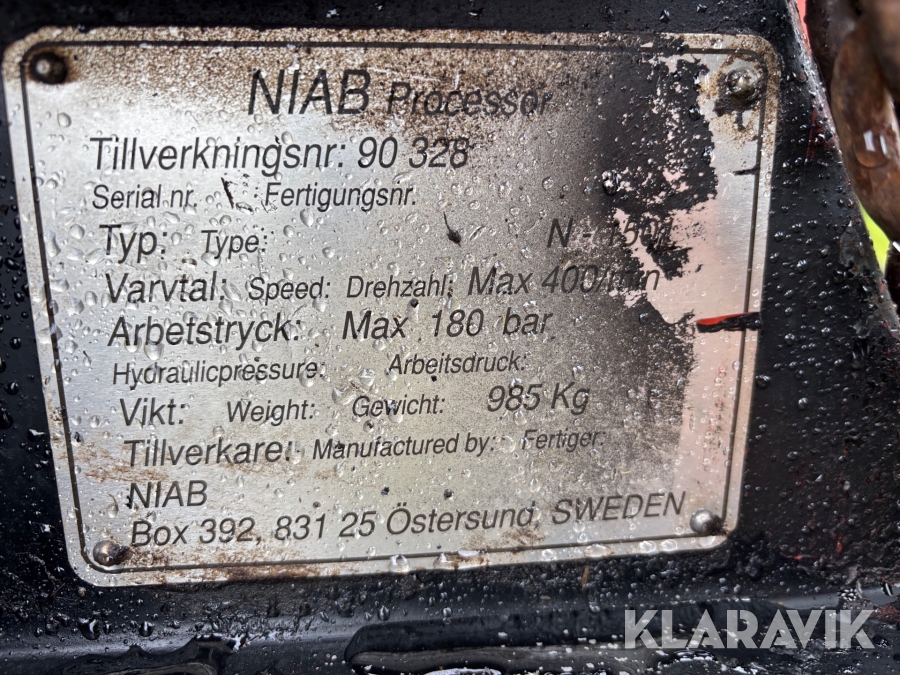 NIAB Processor
Tillverkningsnr: 90 328
Serial nr. Fertigungsnr.
Typ: Type: N -
Varvtal: Speed: Drehzahl: Max 400/min
Arbetstryck: Max 180 bar
Hydraulicpressure: Arbeitsdruck:
Vikt: Weight: Gewicht: 985 Kg
Tillverkare: Manufactured by: Fertiger:
NIAB
Box 392, 831 25 Östersund, SWEDEN
KLARAVIK